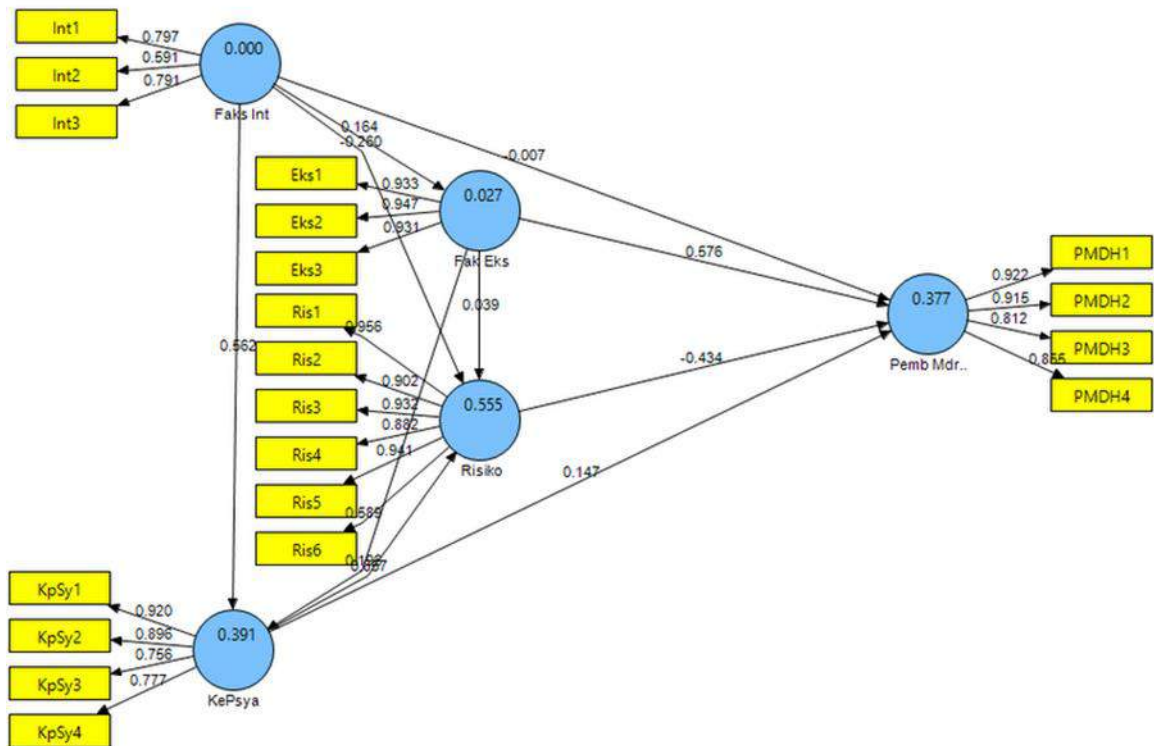 Int1
Int2
Int3
0.797
0.591
0.791
0.000
Faks Int
0.164
-0.260
-0.007
Eks1
Eks2
Eks3
0.933
0.947
0.931
0.027
Fak Eks
0.576
0.039
0.562
Ris1
Ris2
Ris3
Ris4
Ris5
Ris6
0.956
0.902
0.932
0.882
0.941
0.589
0.555
Risiko
-0.434
0.147
0.377
Pemb Mdr..
0.922
0.915
0.812
PMDH1
PMDH2
PMDH3
PMDH4
KpSy1
KpSy2
KpSy3
KpSy4
0.920
0.896
0.756
0.777
0.391
KePsya